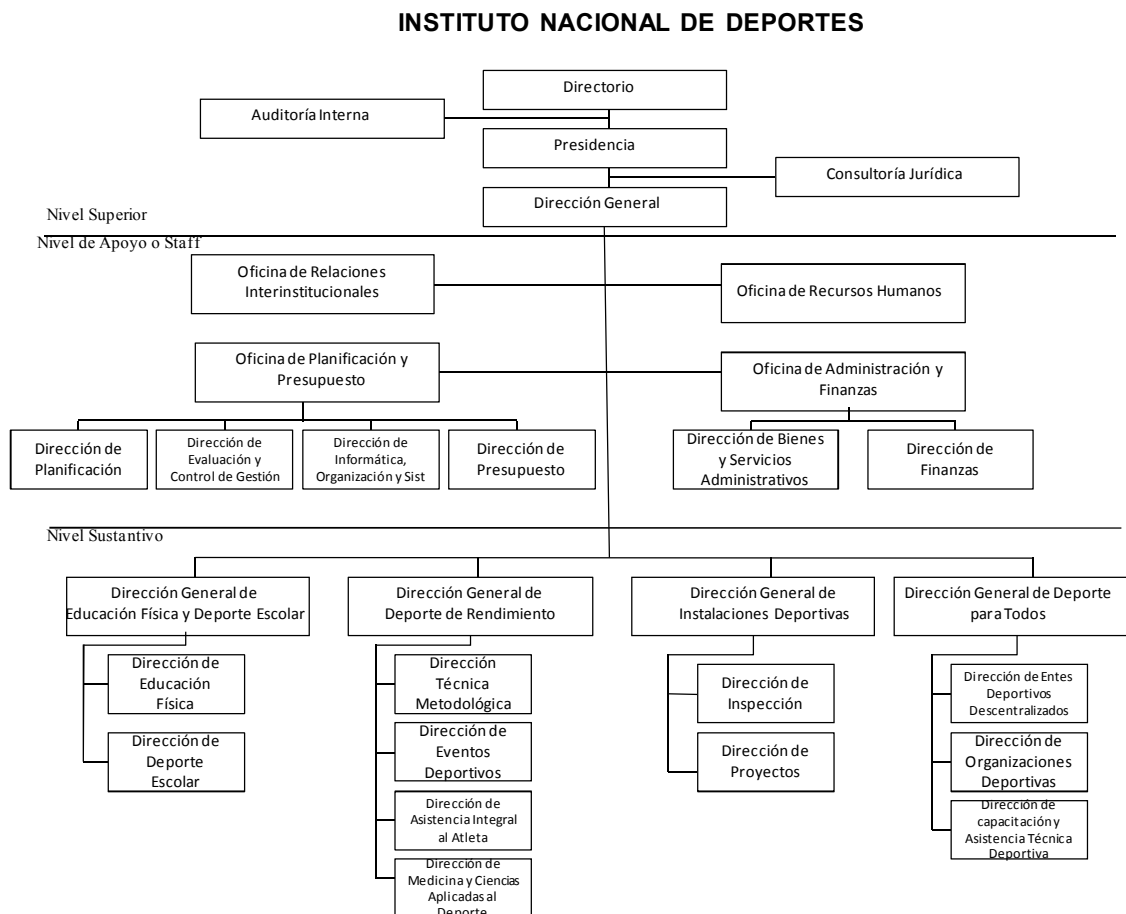 INSTITUTO NACIONAL DE DEPORTES
Directorio
Auditoría Interna
Presidencia
Consultoría Jurídica
Dirección General
Nivel Superior
Nivel de Apoyo o Staff
Oficina de Relaciones
Interinstitucionales
Oficina de Recursos Humanos
Oficina de Planificación y
Presupuesto
Oficina de Administración y
Finanzas
Dirección de
Planificación
Dirección de
Evaluación y
Control de Gestión
Dirección de
Informática,
Organización y Sist
Dirección de
Presupuesto
Dirección de Bienes
y Servicios
Administrativos
Dirección de
Finanzas
Nivel Sustantivo
Dirección General de
Educación Física y Deporte Escolar
Dirección General de
Deporte de Rendimiento
Dirección General de
Instalaciones Deportivas
Dirección General de Deporte
para Todos
Dirección de
Educación
Física
Dirección de
Deporte
Escolar
Dirección
Técnica
Metodológica
Dirección de
Eventos
Deportivos
Dirección de
Asistencia Integral
al Atleta
Dirección de
Medicina y Ciencias
Aplicadas al
Deporte
Dirección de
Inspección
Dirección de
Proyectos
Dirección de Entes
Deportivos
Descentralizados
Dirección de
Organizaciones
Deportivas
Dirección de
capacitación y
Asistencia Técnica
Deportiva